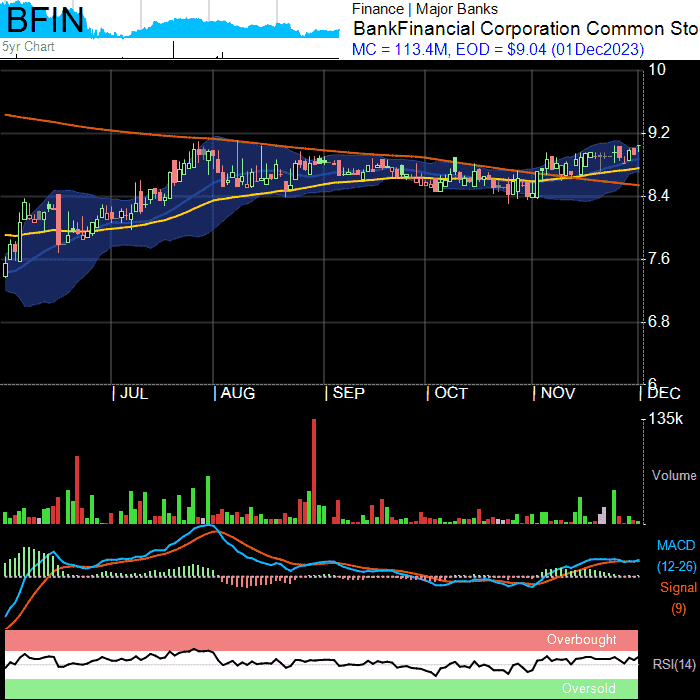 BFIN
5yr Chart
Finance | Major Banks
BankFinancial Corporation Common Sto
MC = 113.4M, EOD = $9.04 (01Dec2023)
10
9.2
8.4
7.6
6.8
6
JUL AUG SEP OCT NOV DEC
135k
Volume
MACD
(12-26)
Signal
(9)
Overbought
RSI(14)
Oversold